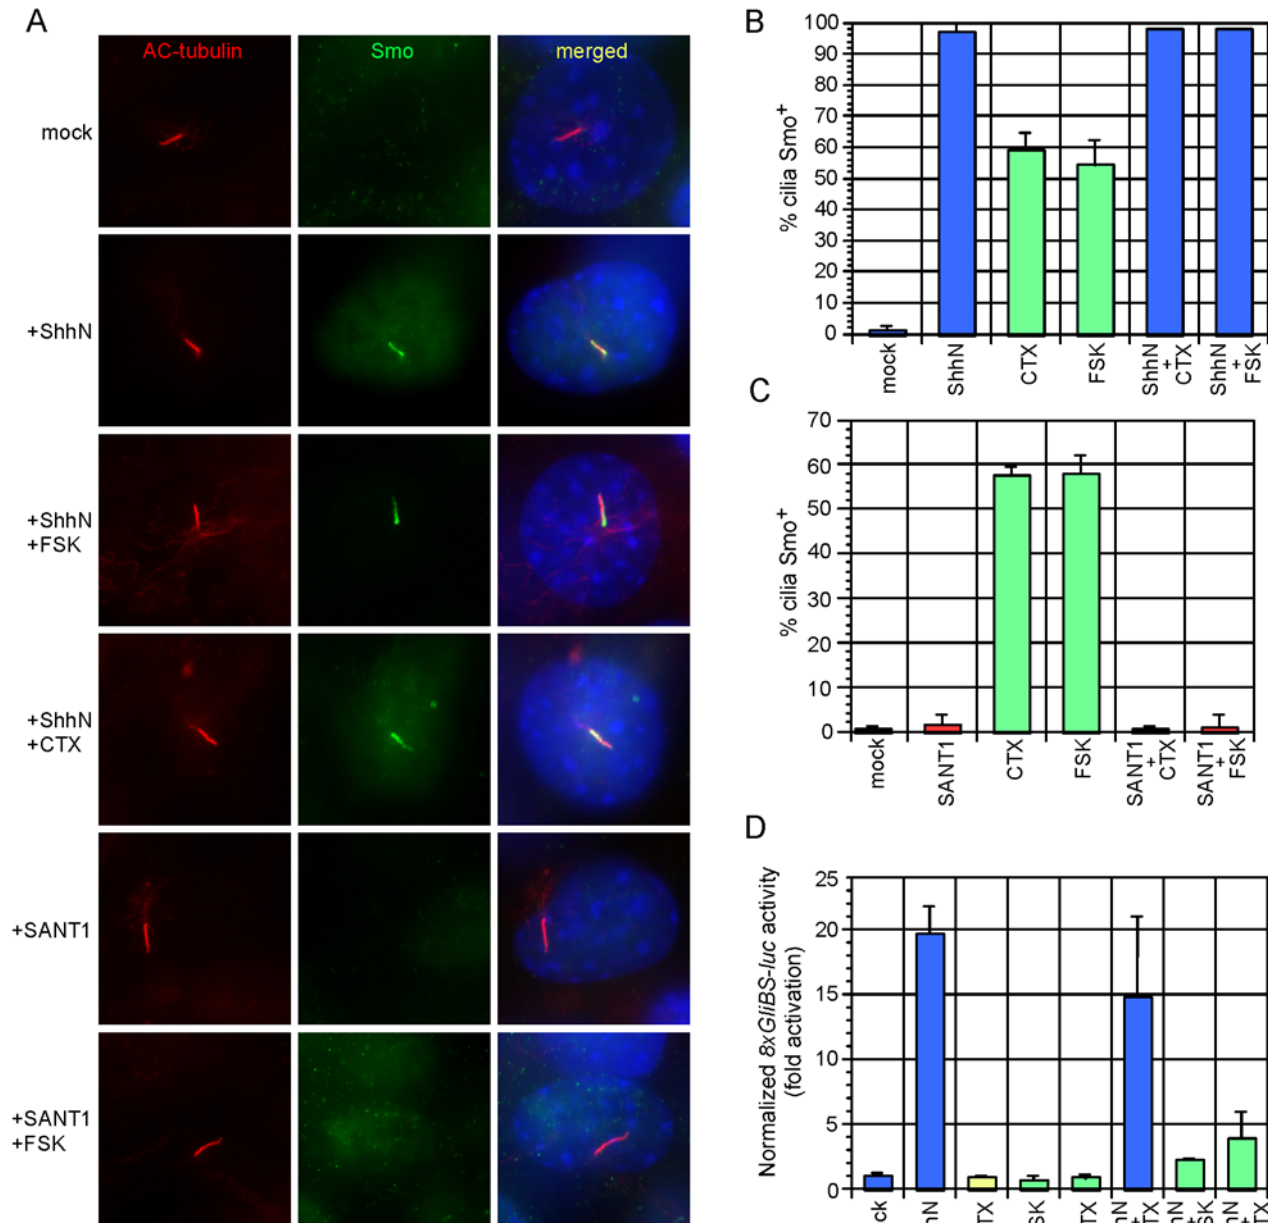 A
AC-tubulin
Smo
merged
mock
+ShhN
+ShhN
+FSK
+ShhN
+CTX
+SANT1
+SANT1
+FSK
B
% cilia Smo+
100
90
80
70
60
50
40
30
20
10
0
mock
ShhN
CTX
FSK
ShhN
+
CTX
ShhN
+
FSK
C
% cilia Smo+
70
60
50
40
30
20
10
0
mock
SANT1
CTX
FSK
SANT1
+
CTX
SANT1
+
FSK
D
Normalized 8xGliBS-luc activity
(fold activation)
25
20
15
10
5
0